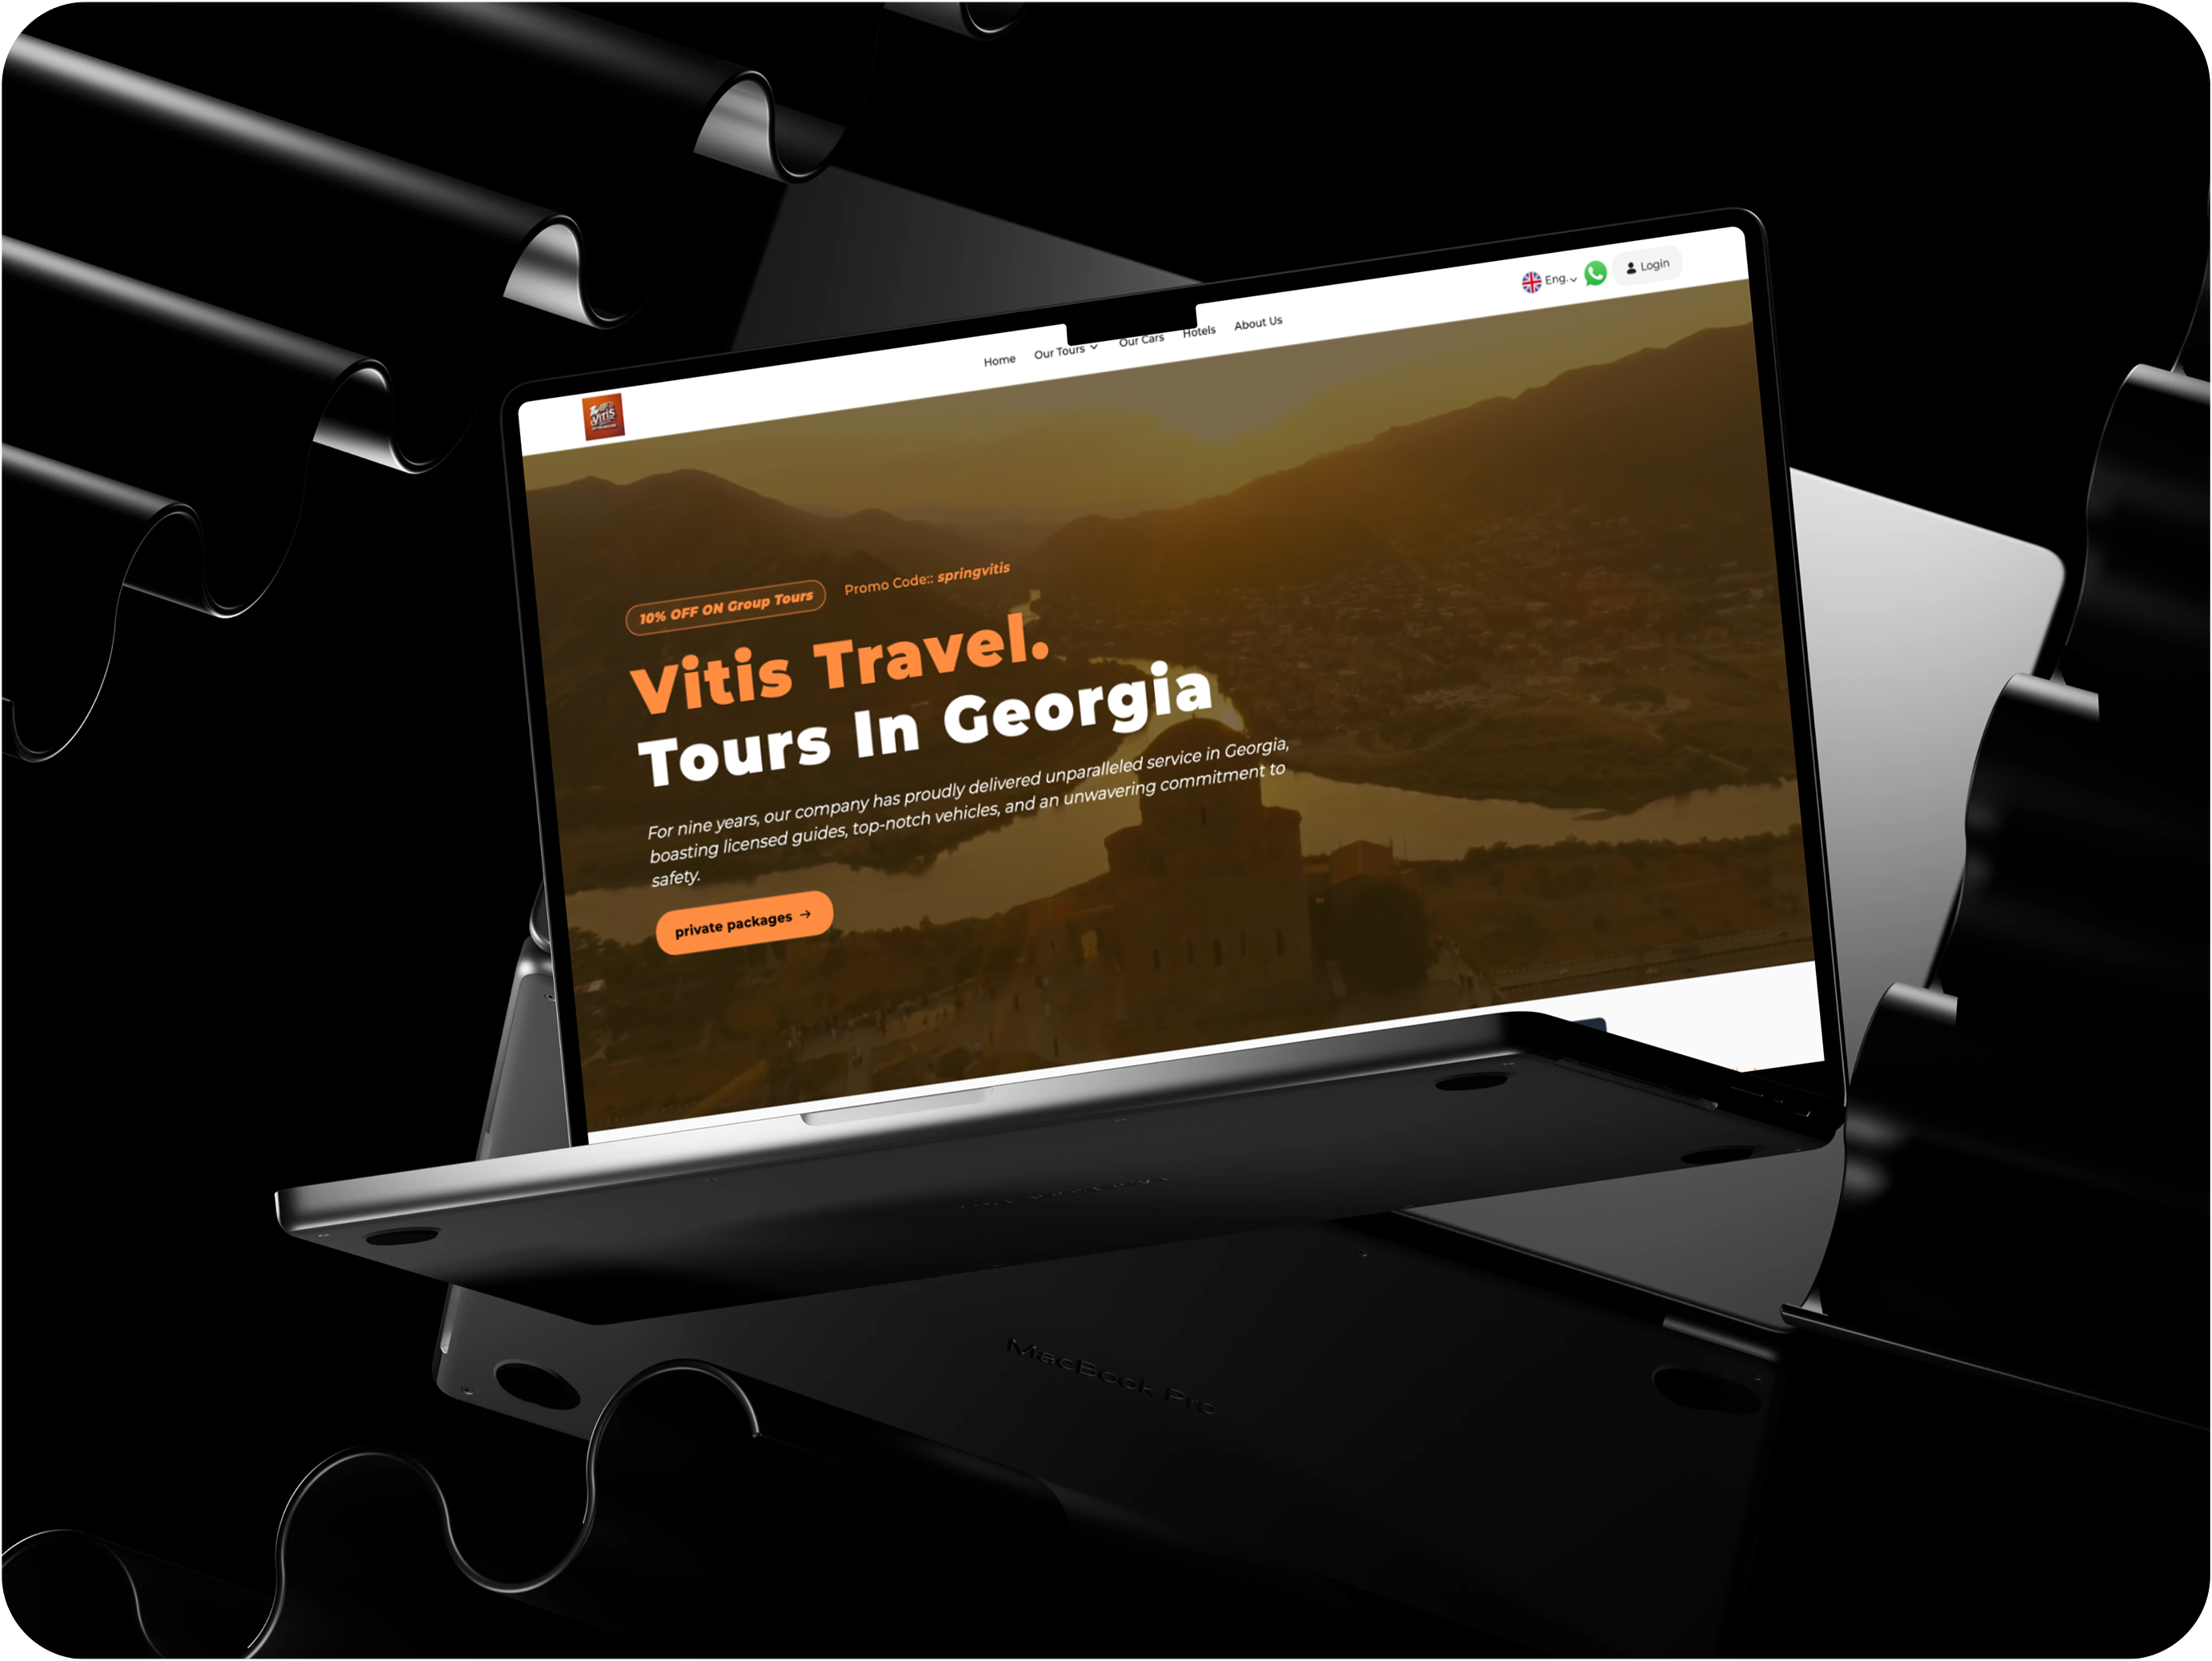 Home Our Tours Our Cars Hotels About Us Eng. Login
VITIS
10% OFF ON Group Tours Promo Code:: springvitis
Vitis Travel.
Tours In Georgia
For nine years, our company has proudly delivered unparalleled service in Georgia,
boasting licensed guides, top-notch vehicles, and an unwavering commitment to
safety.
private packages →
MacBook Pro